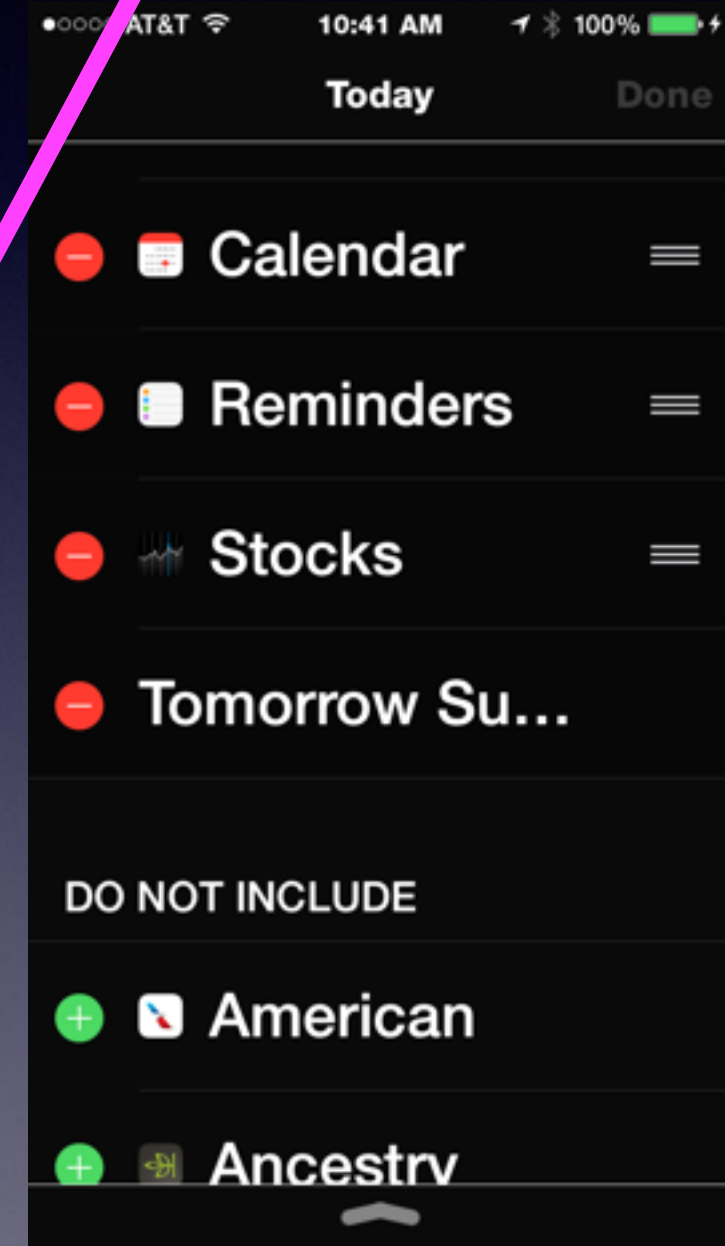 AT&T 10:41 AM 100%
Today Done
Calendar
Reminders
Stocks
Tomorrow Su...
DO NOT INCLUDE
American
Ancestry